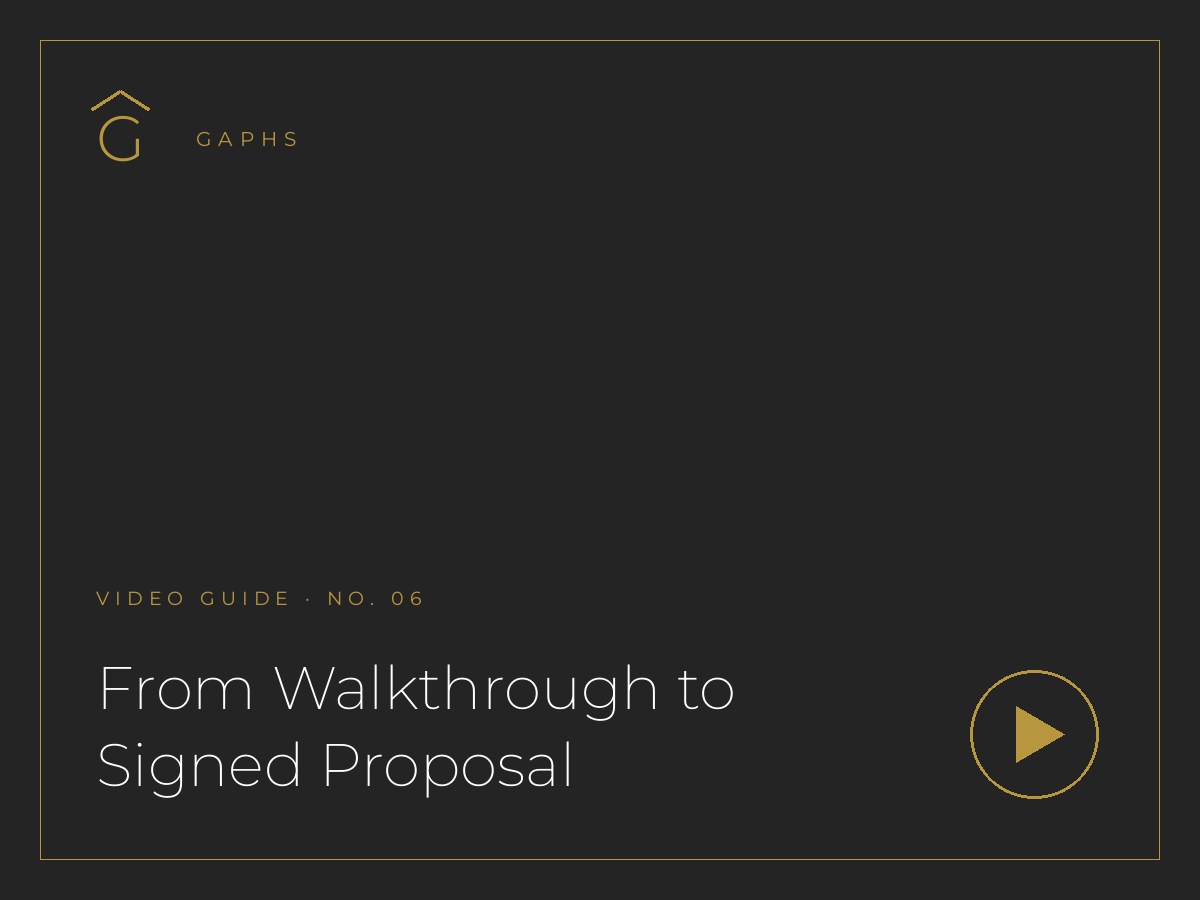 G
GAPHS
VIDEO GUIDE · NO. 06
From Walkthrough to
Signed Proposal